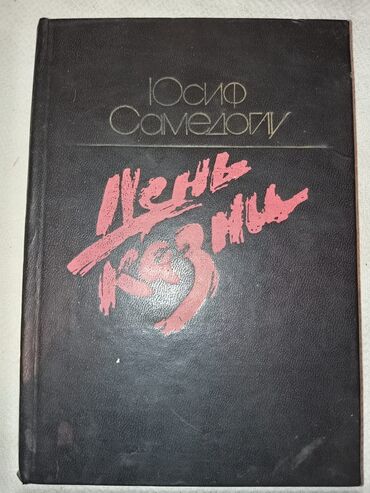 Юсиф
Самедоглу
День
казни